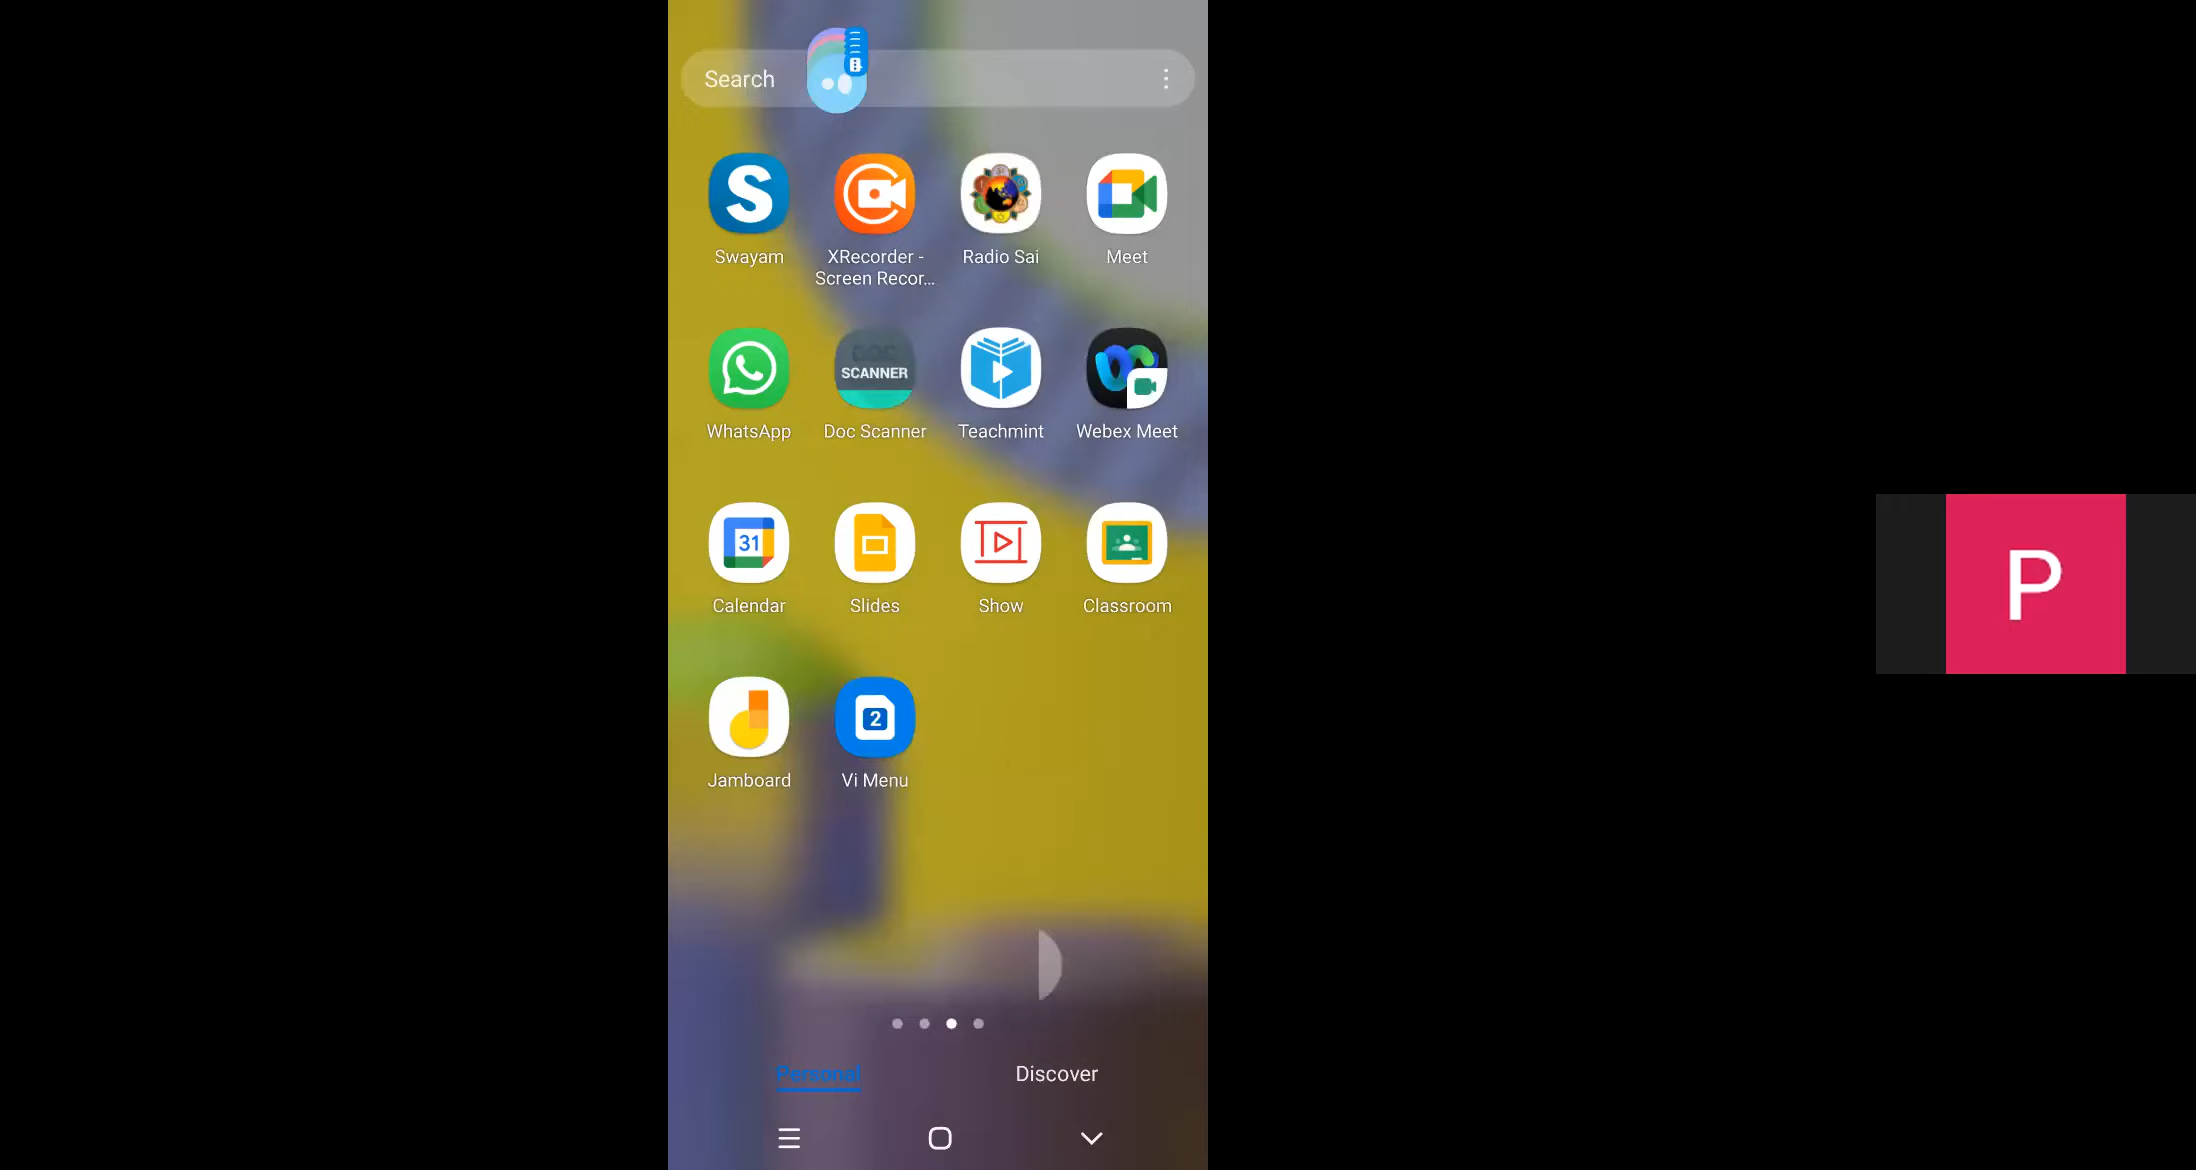 Search
S
Swayam
XRecorder -
Screen Recor...
Radio Sai
Meet
WhatsApp
DOC
SCANNER
Doc Scanner
Teachmint
Webex Meet
31
Calendar
Slides
Show
Classroom
Jamboard
2
Vi Menu
P
Personal
Discover